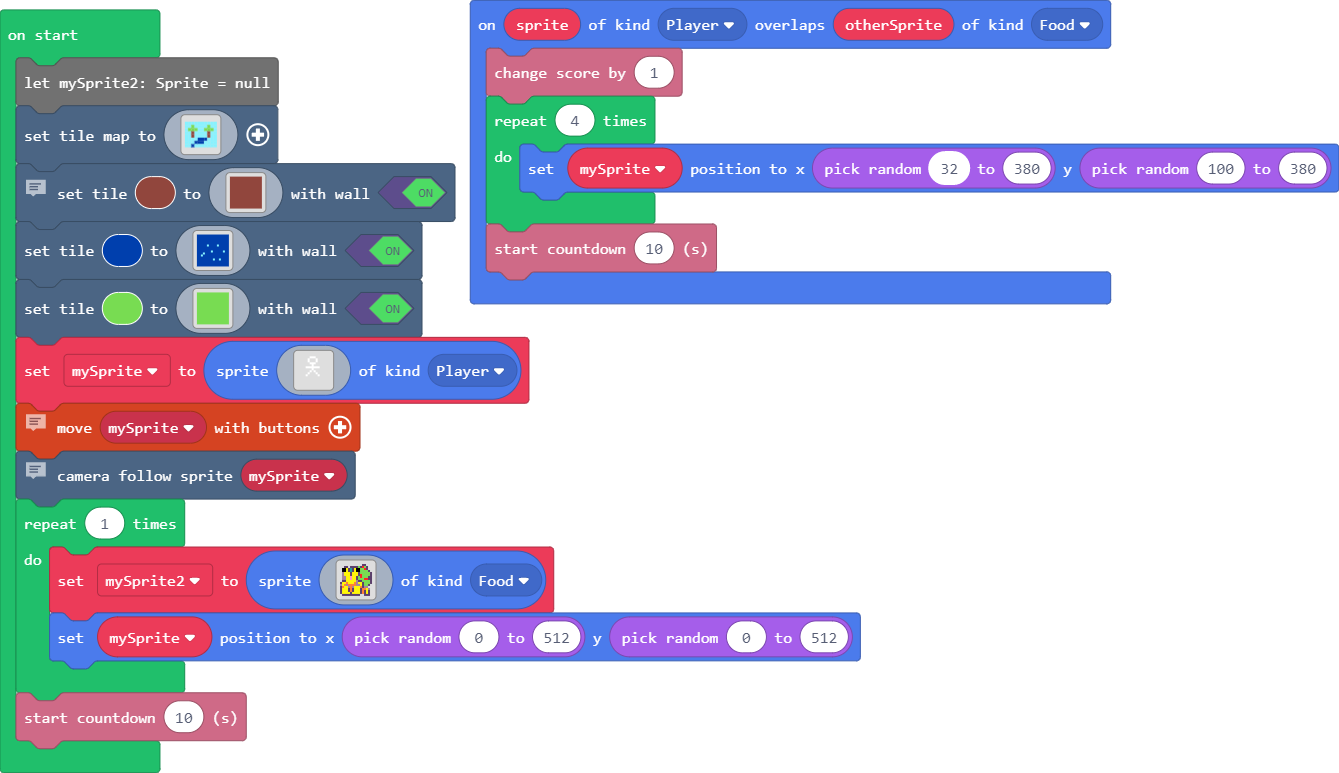 on start
let mySprite2: Sprite = null
set tile map to
set tile to with wall ON
set tile to with wall ON
set tile to with wall ON
set mySprite to sprite of kind Player
move mySprite with buttons
camera follow sprite mySprite
repeat 1 times
do
set mySprite2 to sprite of kind Food
set mySprite position to x pick random 0 to 512 y pick random 0 to 512
start countdown 10 (s)
on sprite of kind Player overlaps otherSprite of kind Food
change score by 1
repeat 4 times
do set mySprite position to x pick random 32 to 380 y pick random 100 to 380
start countdown 10 (s)